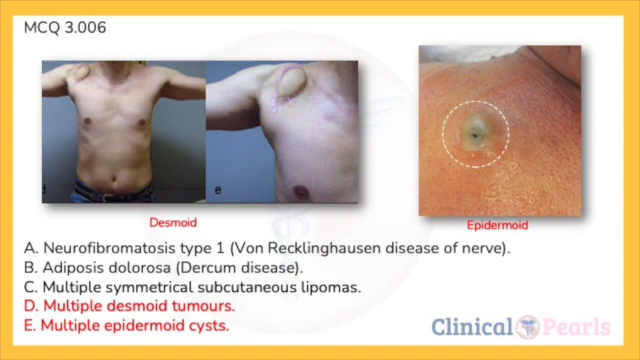 MCQ 3.006
e
Desmoid
Epidermoid
A. Neurofibromatosis type 1 (Von Recklinghausen disease of nerve).
B. Adiposis dolorosa (Dercum disease).
C. Multiple symmetrical subcutaneous lipomas.
D. Multiple desmoid tumours.
E. Multiple epidermoid cysts.
Clinical Pearls